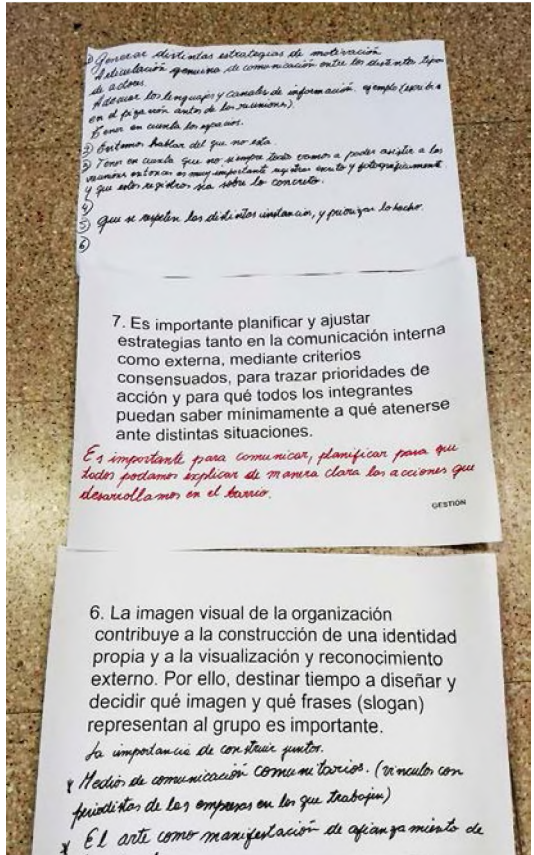 ① Generar distintas estrategias de motivación
Articulación genuina de comunicación entre los distintos tipos
de actores.
Adecuar los lenguajes y canales de información. ejemplo (escribir
en el pizarrón antes de las reuniones).
Tener en cuenta los espacios.
② Evitamos hablar del que no está.
③ Tener en cuenta que no siempre todos vamos a poder asistir a las
reuniones entonces es muy importante registrar escrito y fotográficamente
y que estos registros sea sobre lo concreto.
④
⑤ que se respeten las distintas instancias, y priorizar lo hecho.
⑥
7. Es importante planificar y ajustar
estrategias tanto en la comunicación interna
como externa, mediante criterios
consensuados, para trazar prioridades de
acción y para qué todos los integrantes
puedan saber mínimamente a qué atenerse
ante distintas situaciones.
Es importante para comunicar, planificar para que
todos podamos explicar de manera clara las acciones que
desarrollamos en el barrio.
GESTIÓN
6. La imagen visual de la organización
contribuye a la construcción de una identidad
propia y a la visualización y reconocimiento
externo. Por ello, destinar tiempo a diseñar y
decidir qué imagen y qué frases (slogan)
representan al grupo es importante.
La importancia de construir juntos.
* Medios de comunicación comunitarios. (vinculos con
periodistas de las empresas en los que trabajen)
* El arte como manifestación de afianzamiento de